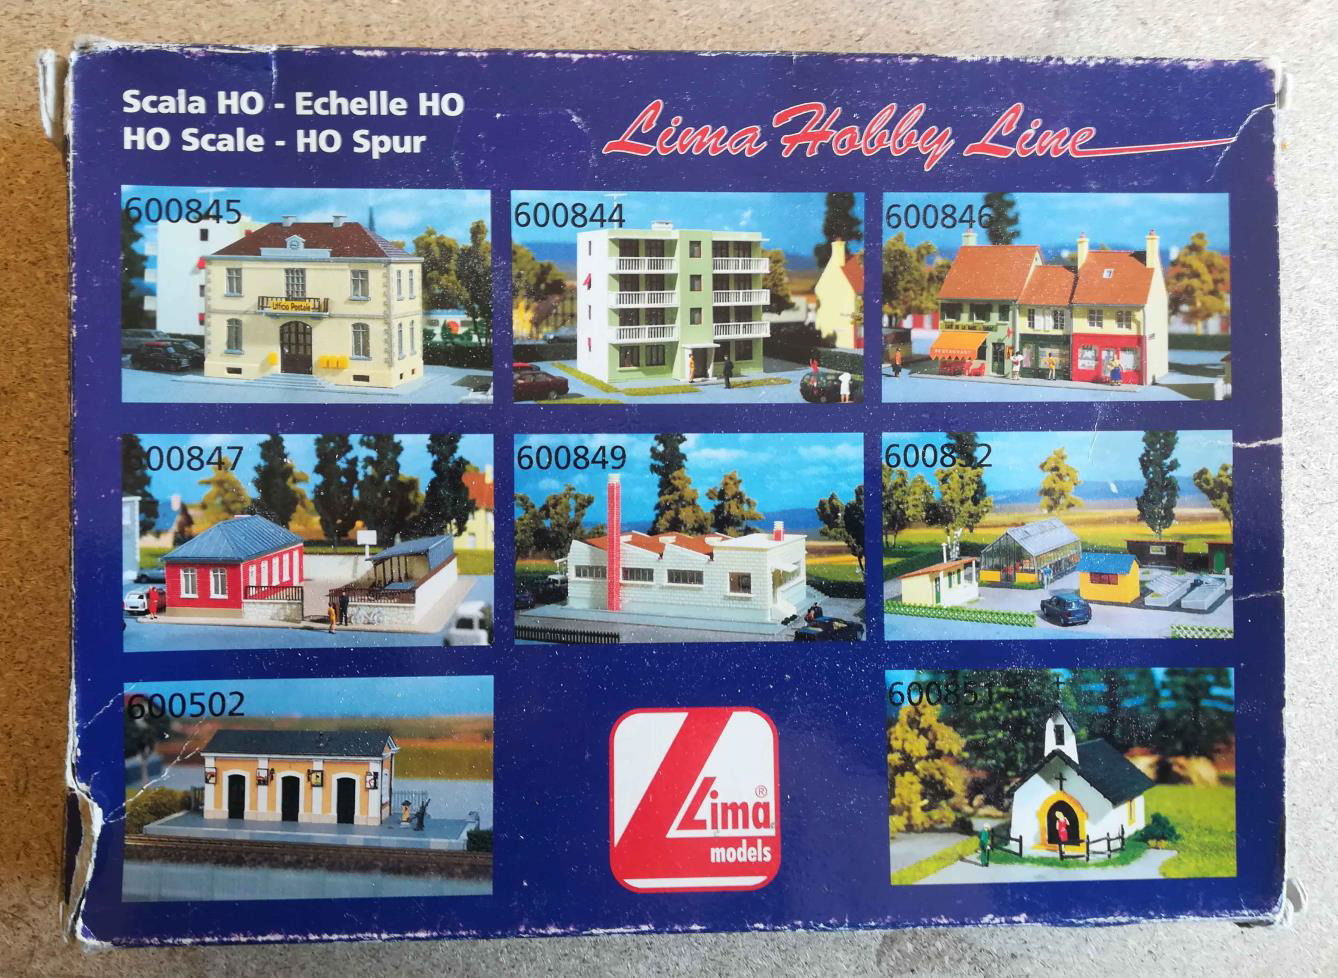 Scala HO - Echelle HO
HO Scale - HO Spur
Lima Hobby Line
600845
600844
600846
Ufficio Postale
RESTAURANT
00847
600849
600852
600502
600851
Lima®
models